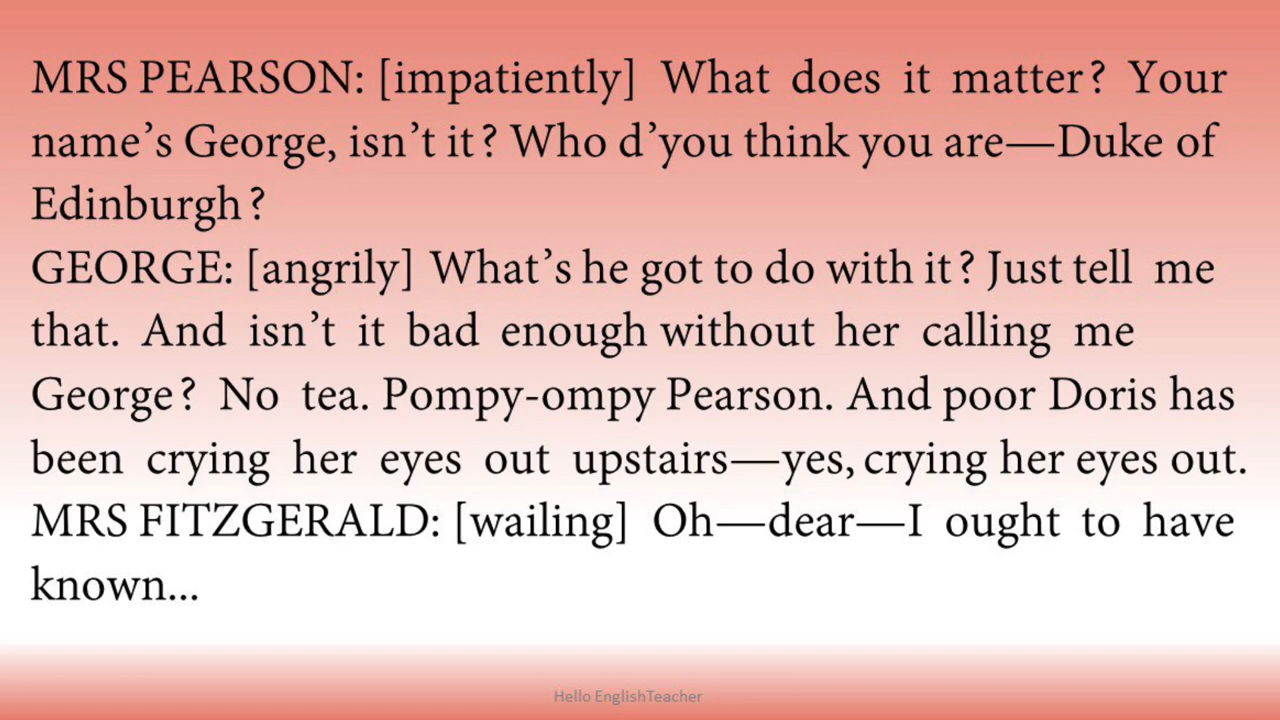 MRS PEARSON: [impatiently] What does it matter? Your
name’s George, isn’t it? Who d’you think you are—Duke of
Edinburgh?
GEORGE: [angrily] What’s he got to do with it? Just tell me
that. And isn’t it bad enough without her calling me
George? No tea. Pompy-ompy Pearson. And poor Doris has
been crying her eyes out upstairs—yes, crying her eyes out.
MRS FITZGERALD: [wailing] Oh—dear—I ought to have
known...
Hello EnglishTeacher